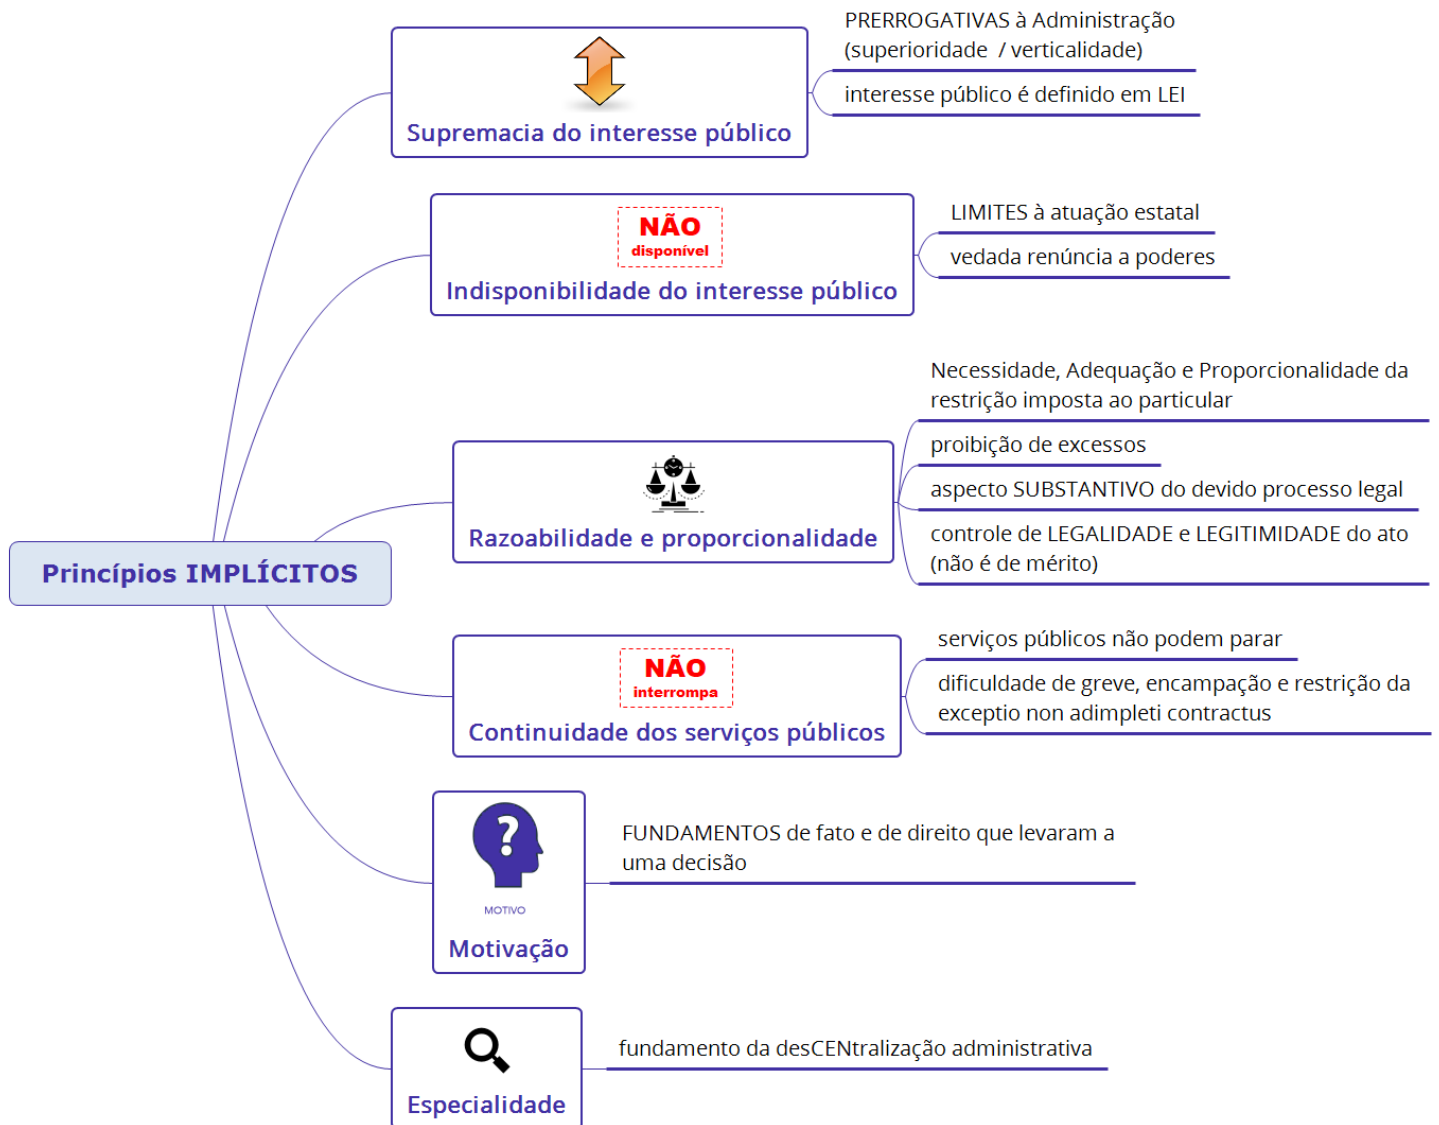 PRERROGATIVAS à Administração
(superioridade / verticalidade)
interesse público é definido em LEI
Supremacia do interesse público
NÃO
disponível
Indisponibilidade do interesse público
LIMITES à atuação estatal
vedada renúncia a poderes
Necessidade, Adequação e Proporcionalidade da
restrição imposta ao particular
proibição de excessos
aspecto SUBSTANTIVO do devido processo legal
controle de LEGALIDADE e LEGITIMIDADE do ato
(não é de mérito)
Razoabilidade e proporcionalidade
Princípios IMPLÍCITOS
NÃO
interrompa
Continuidade dos serviços públicos
serviços públicos não podem parar
dificuldade de greve, encampação e restrição da
exceptio non adimpleti contractus
?
MOTIVO
Motivação
FUNDAMENTOS de fato e de direito que levaram a
uma decisão
Especialidade
fundamento da desCENtralização administrativa